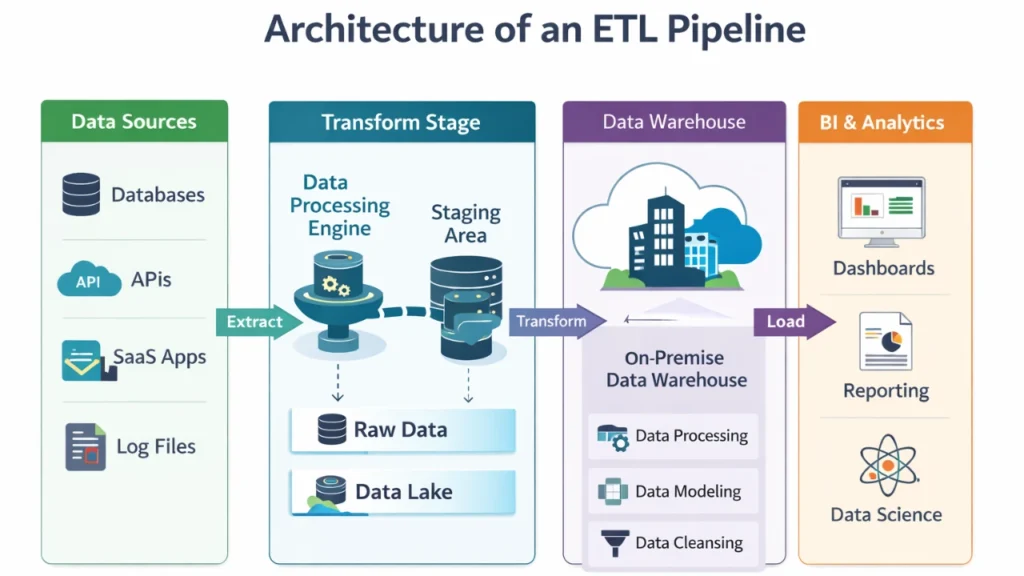 Architecture of an ETL Pipeline
Data Sources
Databases
API
APis
SaaS Apps
Log Files
Extract
Transform Stage
Data
Processing
Engine
Staging
Area
Raw Data
Data Lake
Transform
Data Warehouse
On-Premise
Data Warehouse
Data Processing
Data Modeling
Data Cleansing
Load
BI & Analytics
Dashboards
Reporting
Data Science